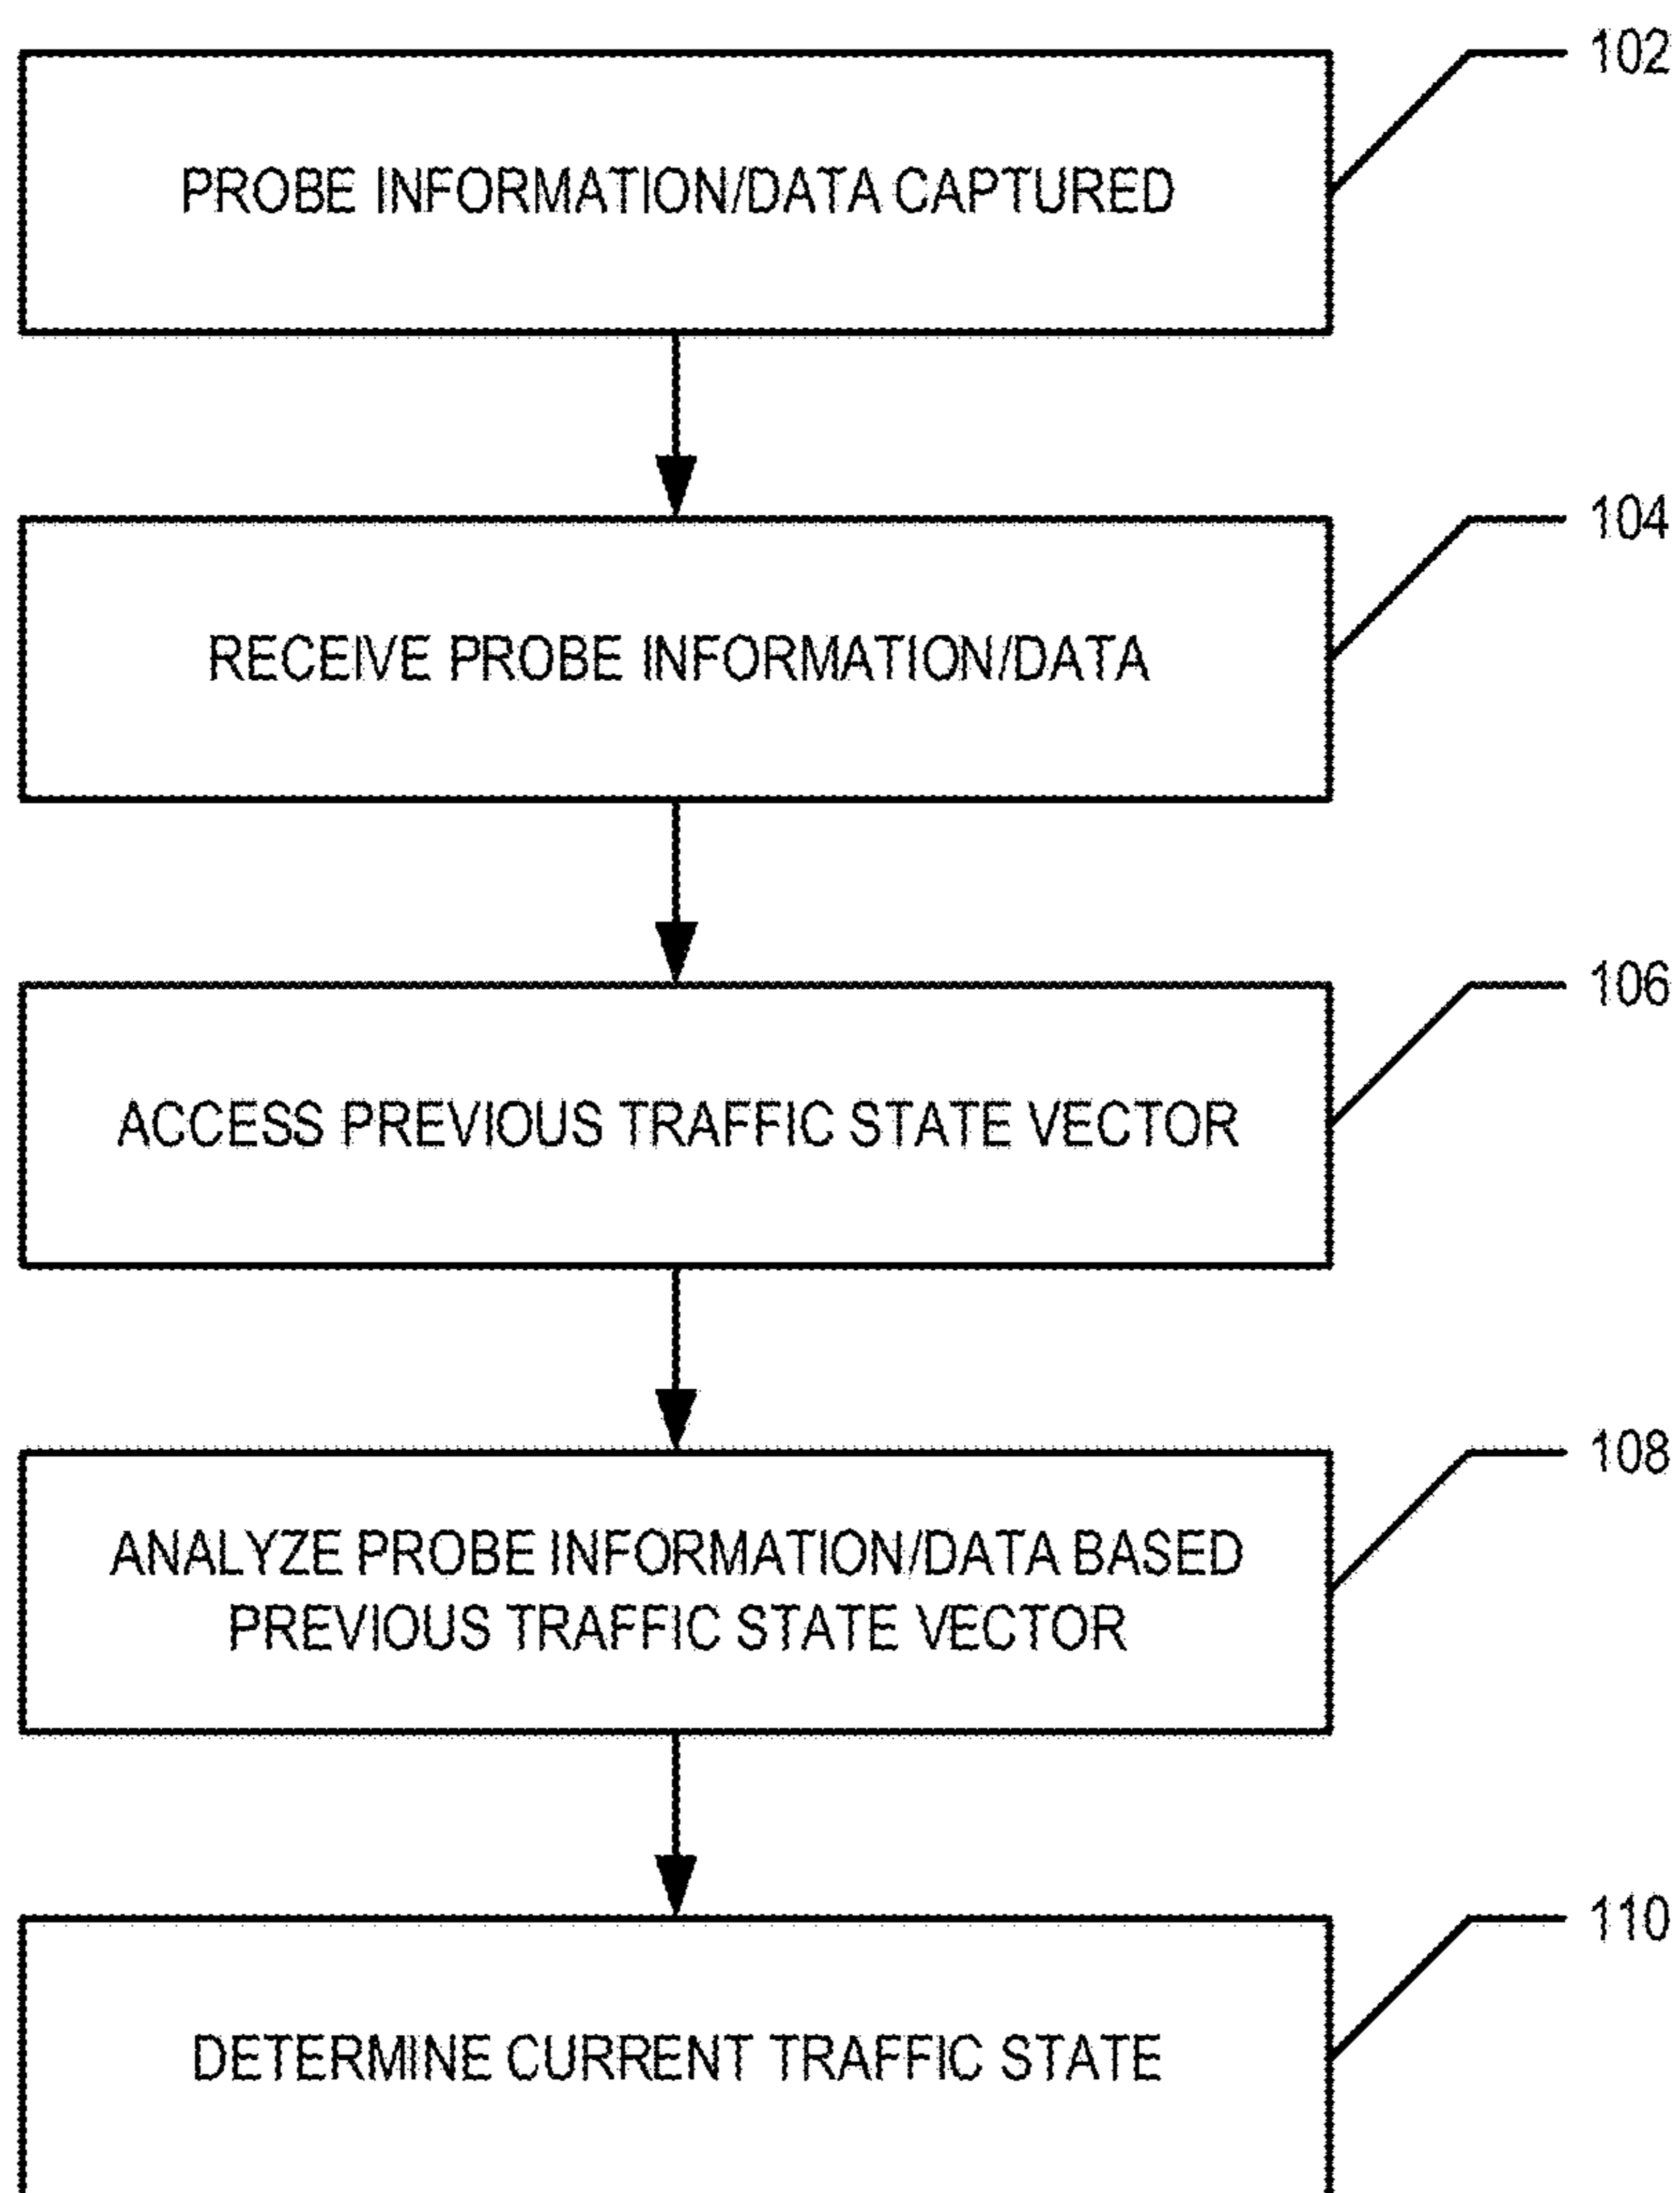 102
PROBE INFORMATION/DATA CAPTURED
104
RECEIVE PROBE INFORMATION/DATA
106
ACCESS PREVIOUS TRAFFIC STATE VECTOR
108
ANALYZE PROBE INFORMATION/DATA BASED
PREVIOUS TRAFFIC STATE VECTOR
110
DETERMINE CURRENT TRAFFIC STATE